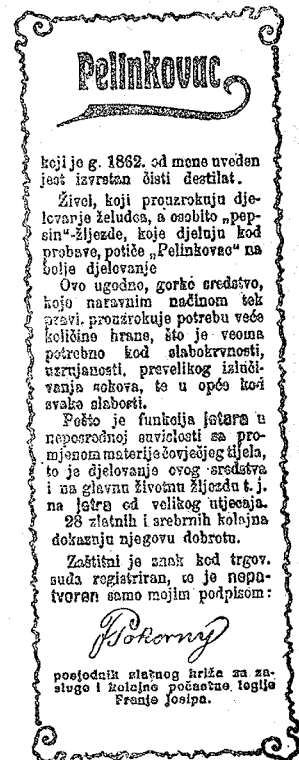 Pelinkovac
koji je g. 1862. od mene uveden
jest izvrstan čisti destilat.
Živci, koji prouzrokuju dje-
lovanje želudca, a osobito „pep-
sin“-žljezde, koje djeluju kod
probave, potiče „Pelinkovac“ na
bolje djelovanje
Ovo ugodno, gorko sredstvo,
koje naravnim načinom tek
pravi, prouzrokuje potrebu veće
količine hrane, što je veoma
potrebno kod slabokrvnosti,
uzrujanosti, prevelikog izluči-
vanja sokova, te u opće kod
svake slabosti.
Pošto je funkcija jetara u
neposrednoj suvislosti sa pro-
mjenom materije čovječjeg tijela,
to je djelovanje ovog sredstva
i na glavnu životnu žljezdu t. j.
na jetra od velikog utjecaja.
28 zlatnih i srebrnih kolajna
dokazuju njegovu dobrotu.
Zaštitni je znak kod trgov.
suda registriran, te je nepa-
tvoren samo mojim podpisom:
F Pokorny
posjednik zlatnog križa za za-
sluge i kolajne počastne legije
Franje Josipa.